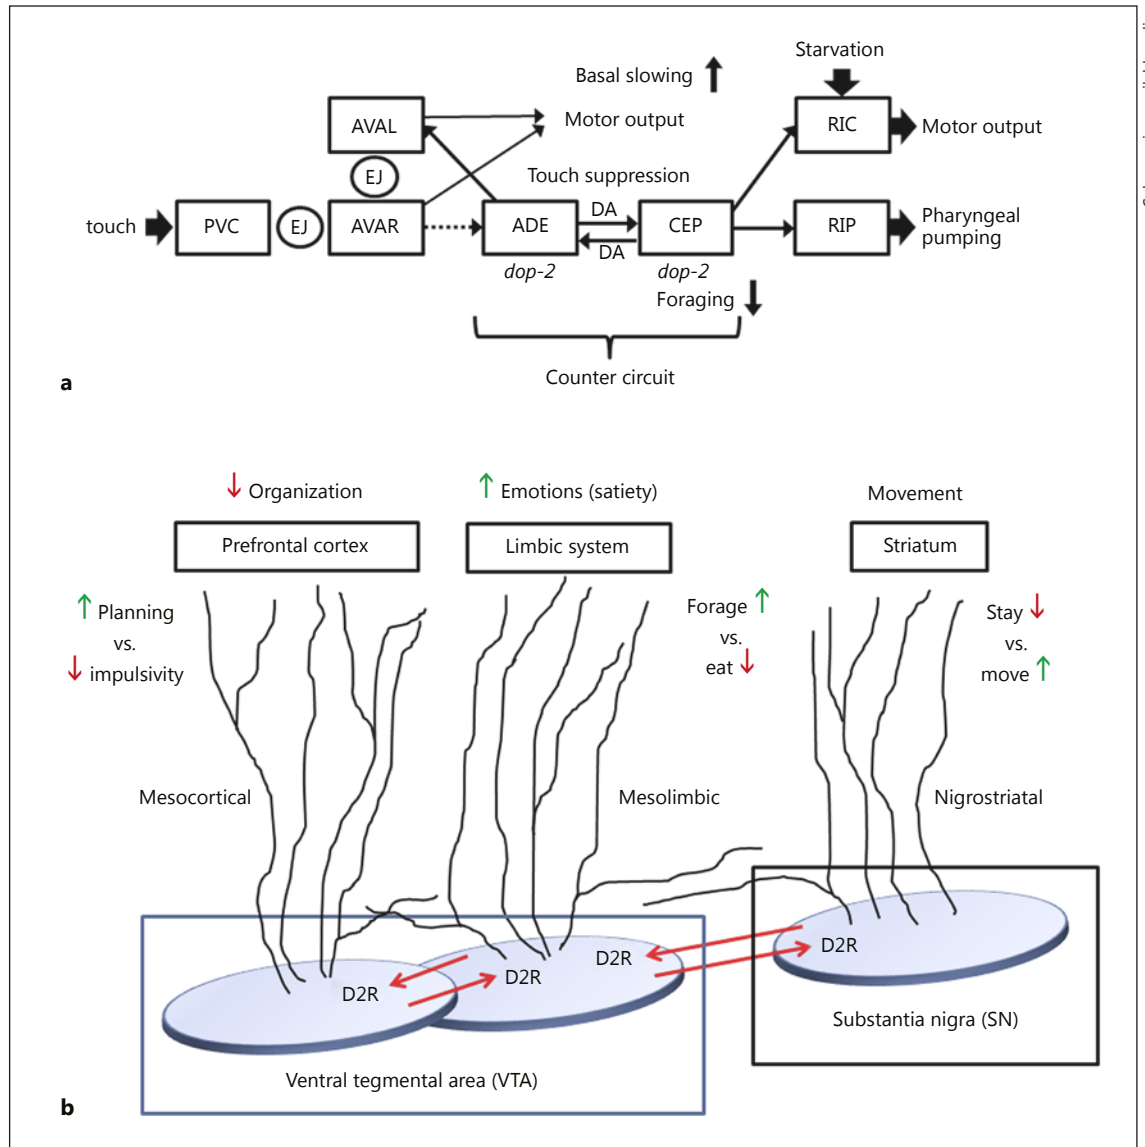 Starvation
Basal slowing
AVAL
Motor output
RIC
Motor output
EJ
Touch suppression
touch
PVC
EJ
AVAR
ADE
DA
DA
CEP
RIP
Pharyngeal
pumping
dop-2
dop-2
Foraging
Counter circuit
a
↓ Organization
↑ Emotions (satiety)
Movement
Prefrontal cortex
Limbic system
Striatum
↑ Planning
vs.
↓ impulsivity
Forage ↑
vs.
eat ↓
Stay ↓
vs.
move ↑
Mesocortical
Mesolimbic
Nigrostriatal
D2R
D2R
D2R
D2R
Substantia nigra (SN)
Ventral tegmental area (VTA)
b